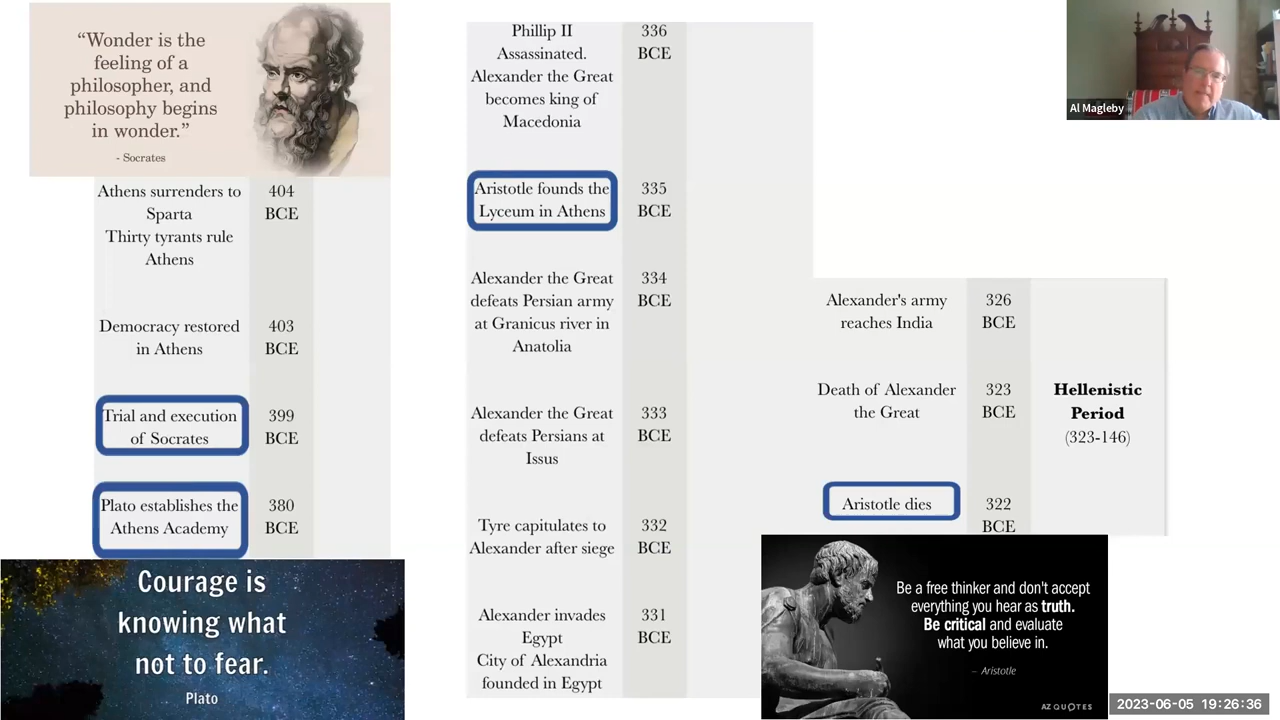 “Wonder is the
feeling of a
philosopher, and
philosophy begins
in wonder.”
- Socrates
Athens surrenders to
Sparta
Thirty tyrants rule
Athens
404
BCE
Democracy restored
in Athens
403
BCE
Trial and execution
of Socrates
399
BCE
Plato establishes the
Athens Academy
380
BCE
Courage is
knowing what
not to fear.
Plato
Phillip II
Assassinated.
Alexander the Great
becomes king of
Macedonia
336
BCE
Aristotle founds the
Lyceum in Athens
335
BCE
Alexander the Great
defeats Persian army
at Granicus river in
Anatolia
334
BCE
Alexander the Great
defeats Persians at
Issus
333
BCE
Tyre capitulates to
Alexander after siege
332
BCE
Alexander invades
Egypt
City of Alexandria
founded in Egypt
331
BCE
Al Magleby
Alexander's army
reaches India
326
BCE
Death of Alexander
the Great
323
BCE
Hellenistic
Period
(323-146)
Aristotle dies
322
BCE
Be a free thinker and don't accept
everything you hear as truth.
Be critical and evaluate
what you believe in.
– Aristotle
AZ QUOTES
2023-06-05 19:26:36